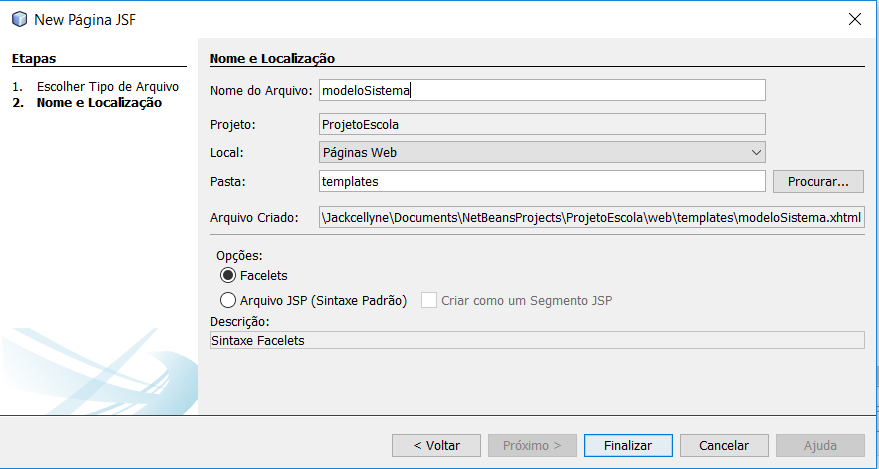 New Página JSF
Etapas
1. Escolher Tipo de Arquivo
2. Nome e Localização
Nome e Localização
Nome do Arquivo: modeloSistema
Projeto: ProjetoEscola
Local: Páginas Web
Pasta: templates Procurar...
Arquivo Criado: \Jackcellyne\Documents\NetBeansProjects\ProjetoEscola\web\templates\modeloSistema.xhtml
Opções:
Facelets
Arquivo JSP (Sintaxe Padrão) Criar como um Segmento JSP
Descrição:
Sintaxe Facelets
< Voltar Próximo > Finalizar Cancelar Ajuda